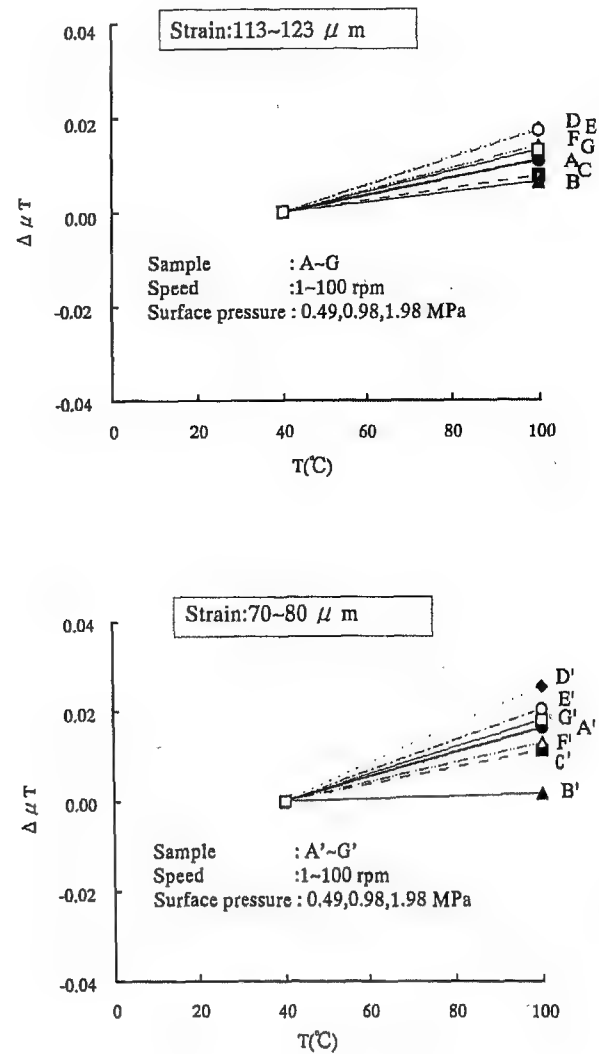 Strain:113~123 μ m
0.04
0.02
0.00
-0.02
-0.04
Δ μ T
D E
F G
A C
B
Sample : A~G
Speed :1~100 rpm
Surface pressure : 0.49,0.98,1.98 MPa
0 20 40 60 80 100
T(℃)
Strain:70~80 μ m
0.04
0.02
0.00
-0.02
-0.04
Δ μ T
D'
E'
G' A'
F'
C'
B'
Sample : A'~G'
Speed :1~100 rpm
Surface pressure : 0.49,0.98,1.98 MPa
0 20 40 60 80 100
T(℃)